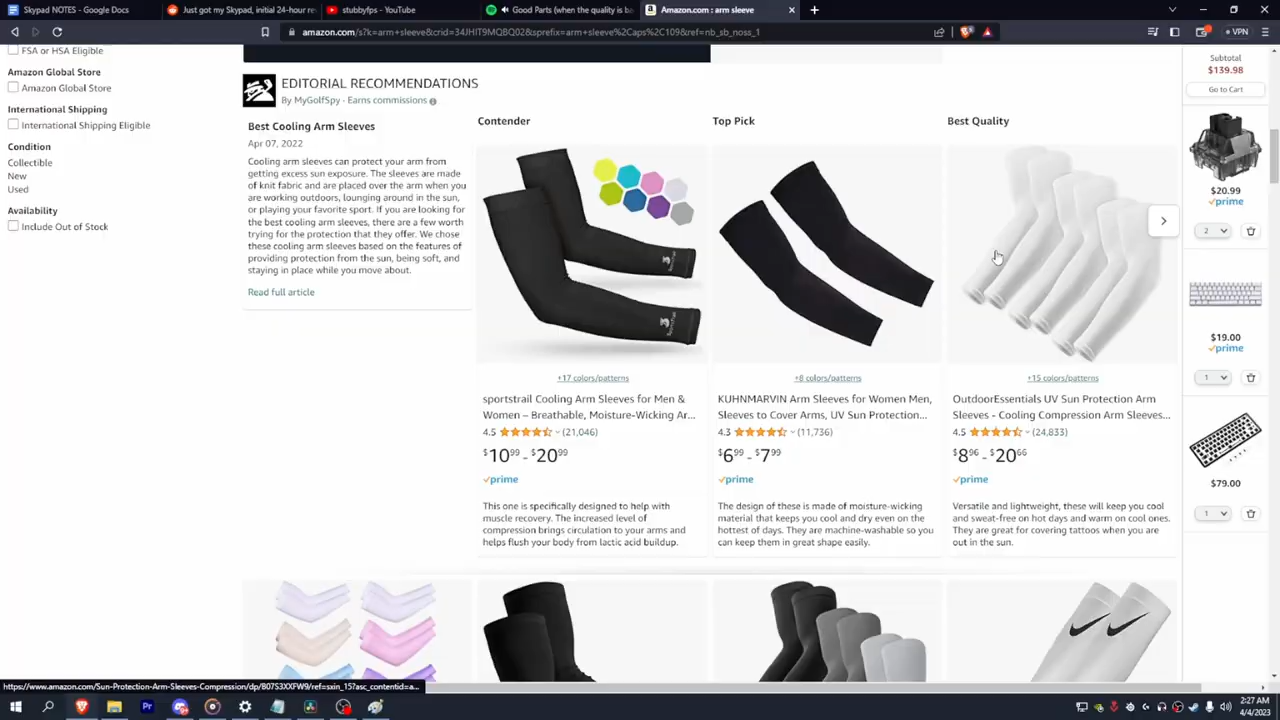 Skypad NOTES - Google Docs
Just got my Skypad, initial 24-hour re
stubbyfps - YouTube
Good Parts (when the quality is ba
Amazon.com : arm sleeve
amazon.com/s?k=arm+sleeve&crid=34JHIT9MQBQ02&sprefix=arm+sleeve%2Caps%2C109&ref=nb_sb_noss_1
VPN
FSA or HSA Eligible
Amazon Global Store
Amazon Global Store
International Shipping
International Shipping Eligible
Condition
Collectible
New
Used
Availability
Include Out of Stock
EDITORIAL RECOMMENDATIONS
By MyGolfSpy · Earns commissions
Best Cooling Arm Sleeves
Apr 07, 2022
Cooling arm sleeves can protect your arm from
getting excess sun exposure. The sleeves are made
of knit fabric and are placed over the arm when you
are working outdoors, lounging around in the sun,
or playing your favorite sport. If you are looking for
the best cooling arm sleeves, there are a few worth
trying for the protection that they offer. We chose
these cooling arm sleeves based on the features of
providing protection from the sun, being soft, and
staying in place while you move about.
Read full article
Contender
+17 colors/patterns
sportstrail Cooling Arm Sleeves for Men &
Women – Breathable, Moisture-Wicking Ar...
4.5 (21,046)
$10 99 - $20 99
prime
This one is specifically designed to help with
muscle recovery. The increased level of
compression brings circulation to your arms and
helps flush your body from lactic acid buildup.
Top Pick
+8 colors/patterns
KUHNMARVIN Arm Sleeves for Women Men,
Sleeves to Cover Arms, UV Sun Protection...
4.3 (11,736)
$6 99 - $7 99
prime
The design of these is made of moisture-wicking
material that keeps you cool and dry even on the
hottest of days. They are machine-washable so you
can keep them in great shape easily.
Best Quality
+15 colors/patterns
OutdoorEssentials UV Sun Protection Arm
Sleeves - Cooling Compression Arm Sleeves...
4.5 (24,833)
$8 96 - $20 66
prime
Versatile and lightweight, these will keep you cool
and sweat-free on hot days and warm on cool ones.
They are great for covering tattoos when you are
out in the sun.
Subtotal
$139.98
Go to Cart
$20.99
prime
2
$19.00
prime
1
$79.00
1
https://www.amazon.com/Sun-Protection-Arm-Sleeves-Compression/dp/B07S3XXFW9/ref=sxin_15?asc_contentid=a...
2:27 AM
4/4/2023